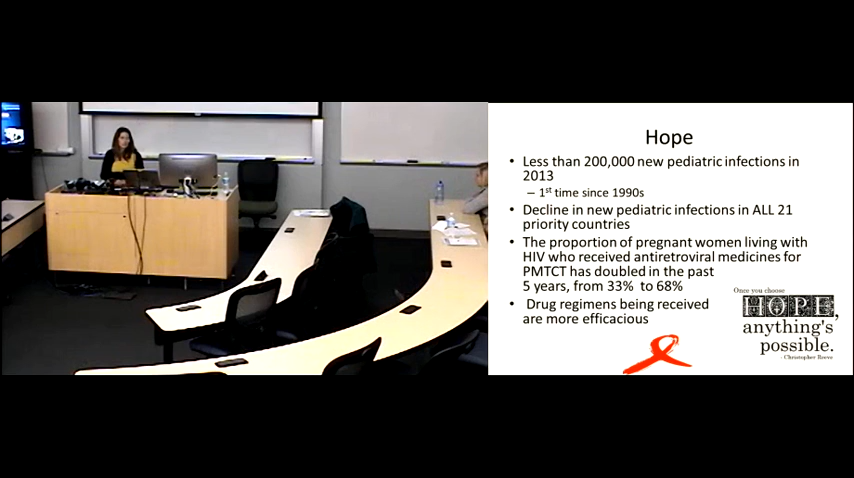 Hope
• Less than 200,000 new pediatric infections in
2013
– 1st time since 1990s
• Decline in new pediatric infections in ALL 21
priority countries
• The proportion of pregnant women living with
HIV who received antiretroviral medicines for
PMTCT has doubled in the past
5 years, from 33% to 68%
• Drug regimens being received
are more efficacious
Once you choose
HOPE,
anything's
possible.
- Christopher Reeve